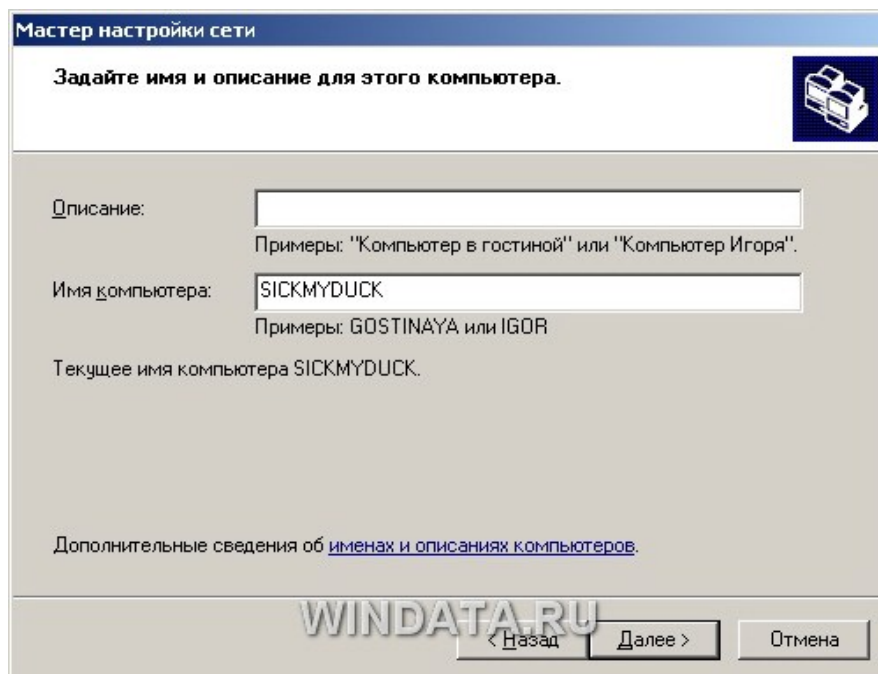 Мастер настройки сети
Задайте имя и описание для этого компьютера.
Описание:
Примеры: "Компьютер в гостиной" или "Компьютер Игоря".
Имя компьютера: SICKMYDUCK
Примеры: GOSTINAYA или IGOR
Текущее имя компьютера SICKMYDUCK.
Дополнительные сведения об именах и описаниях компьютеров.
WINDATA.RU
< Назад Далее > Отмена